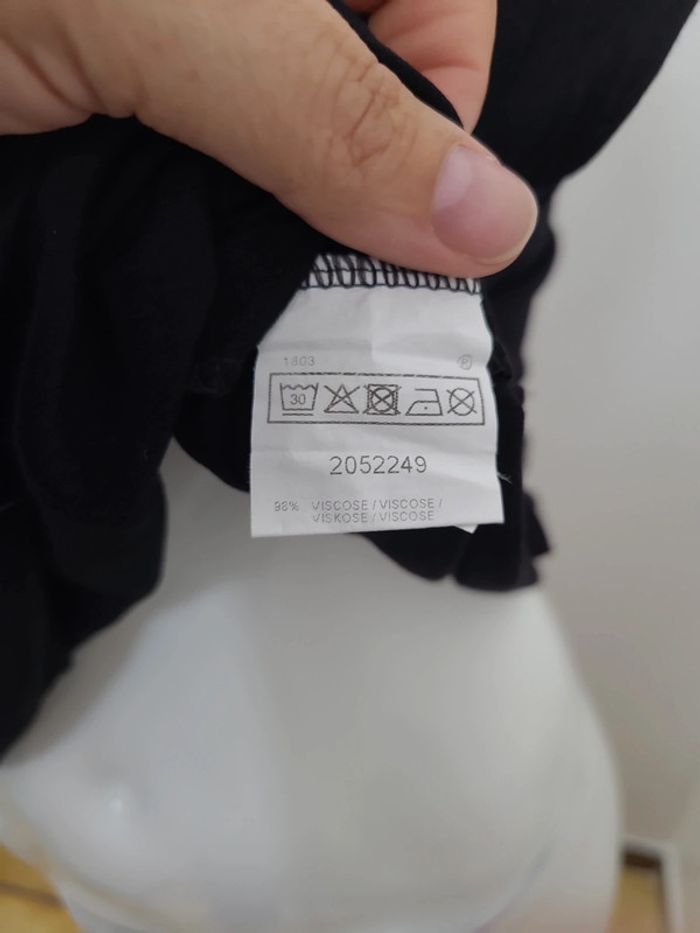 1803
30
2052249
98% VISCOSE / VISCOSE /
VISKOSE / VISCOSE